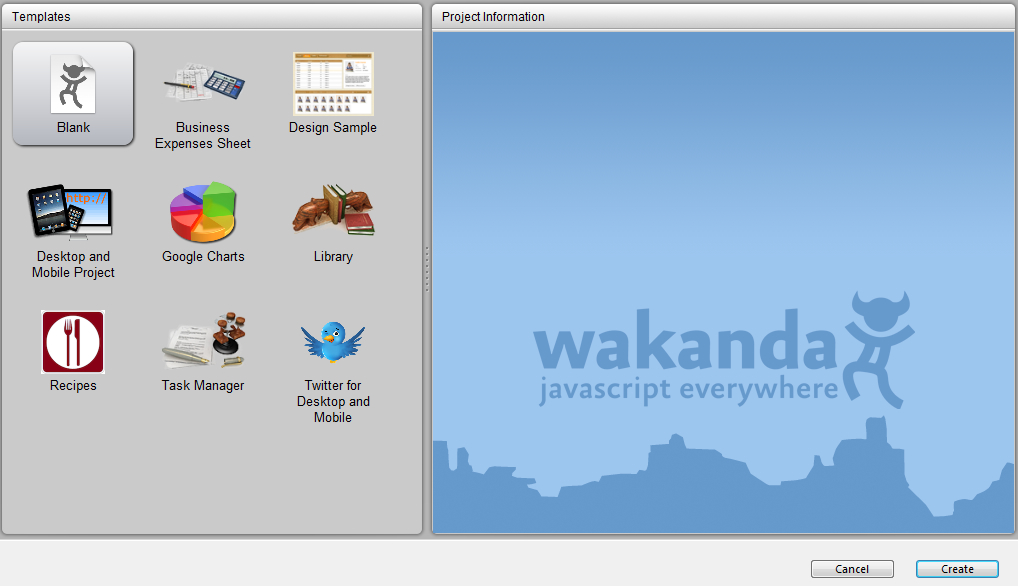 Templates
Project Information
Blank
Business
Expenses Sheet
Design Sample
http://
Desktop and
Mobile Project
Google Charts
Library
Recipes
Task Manager
Twitter for
Desktop and
Mobile
wakanda
javascript everywhere
Cancel
Create